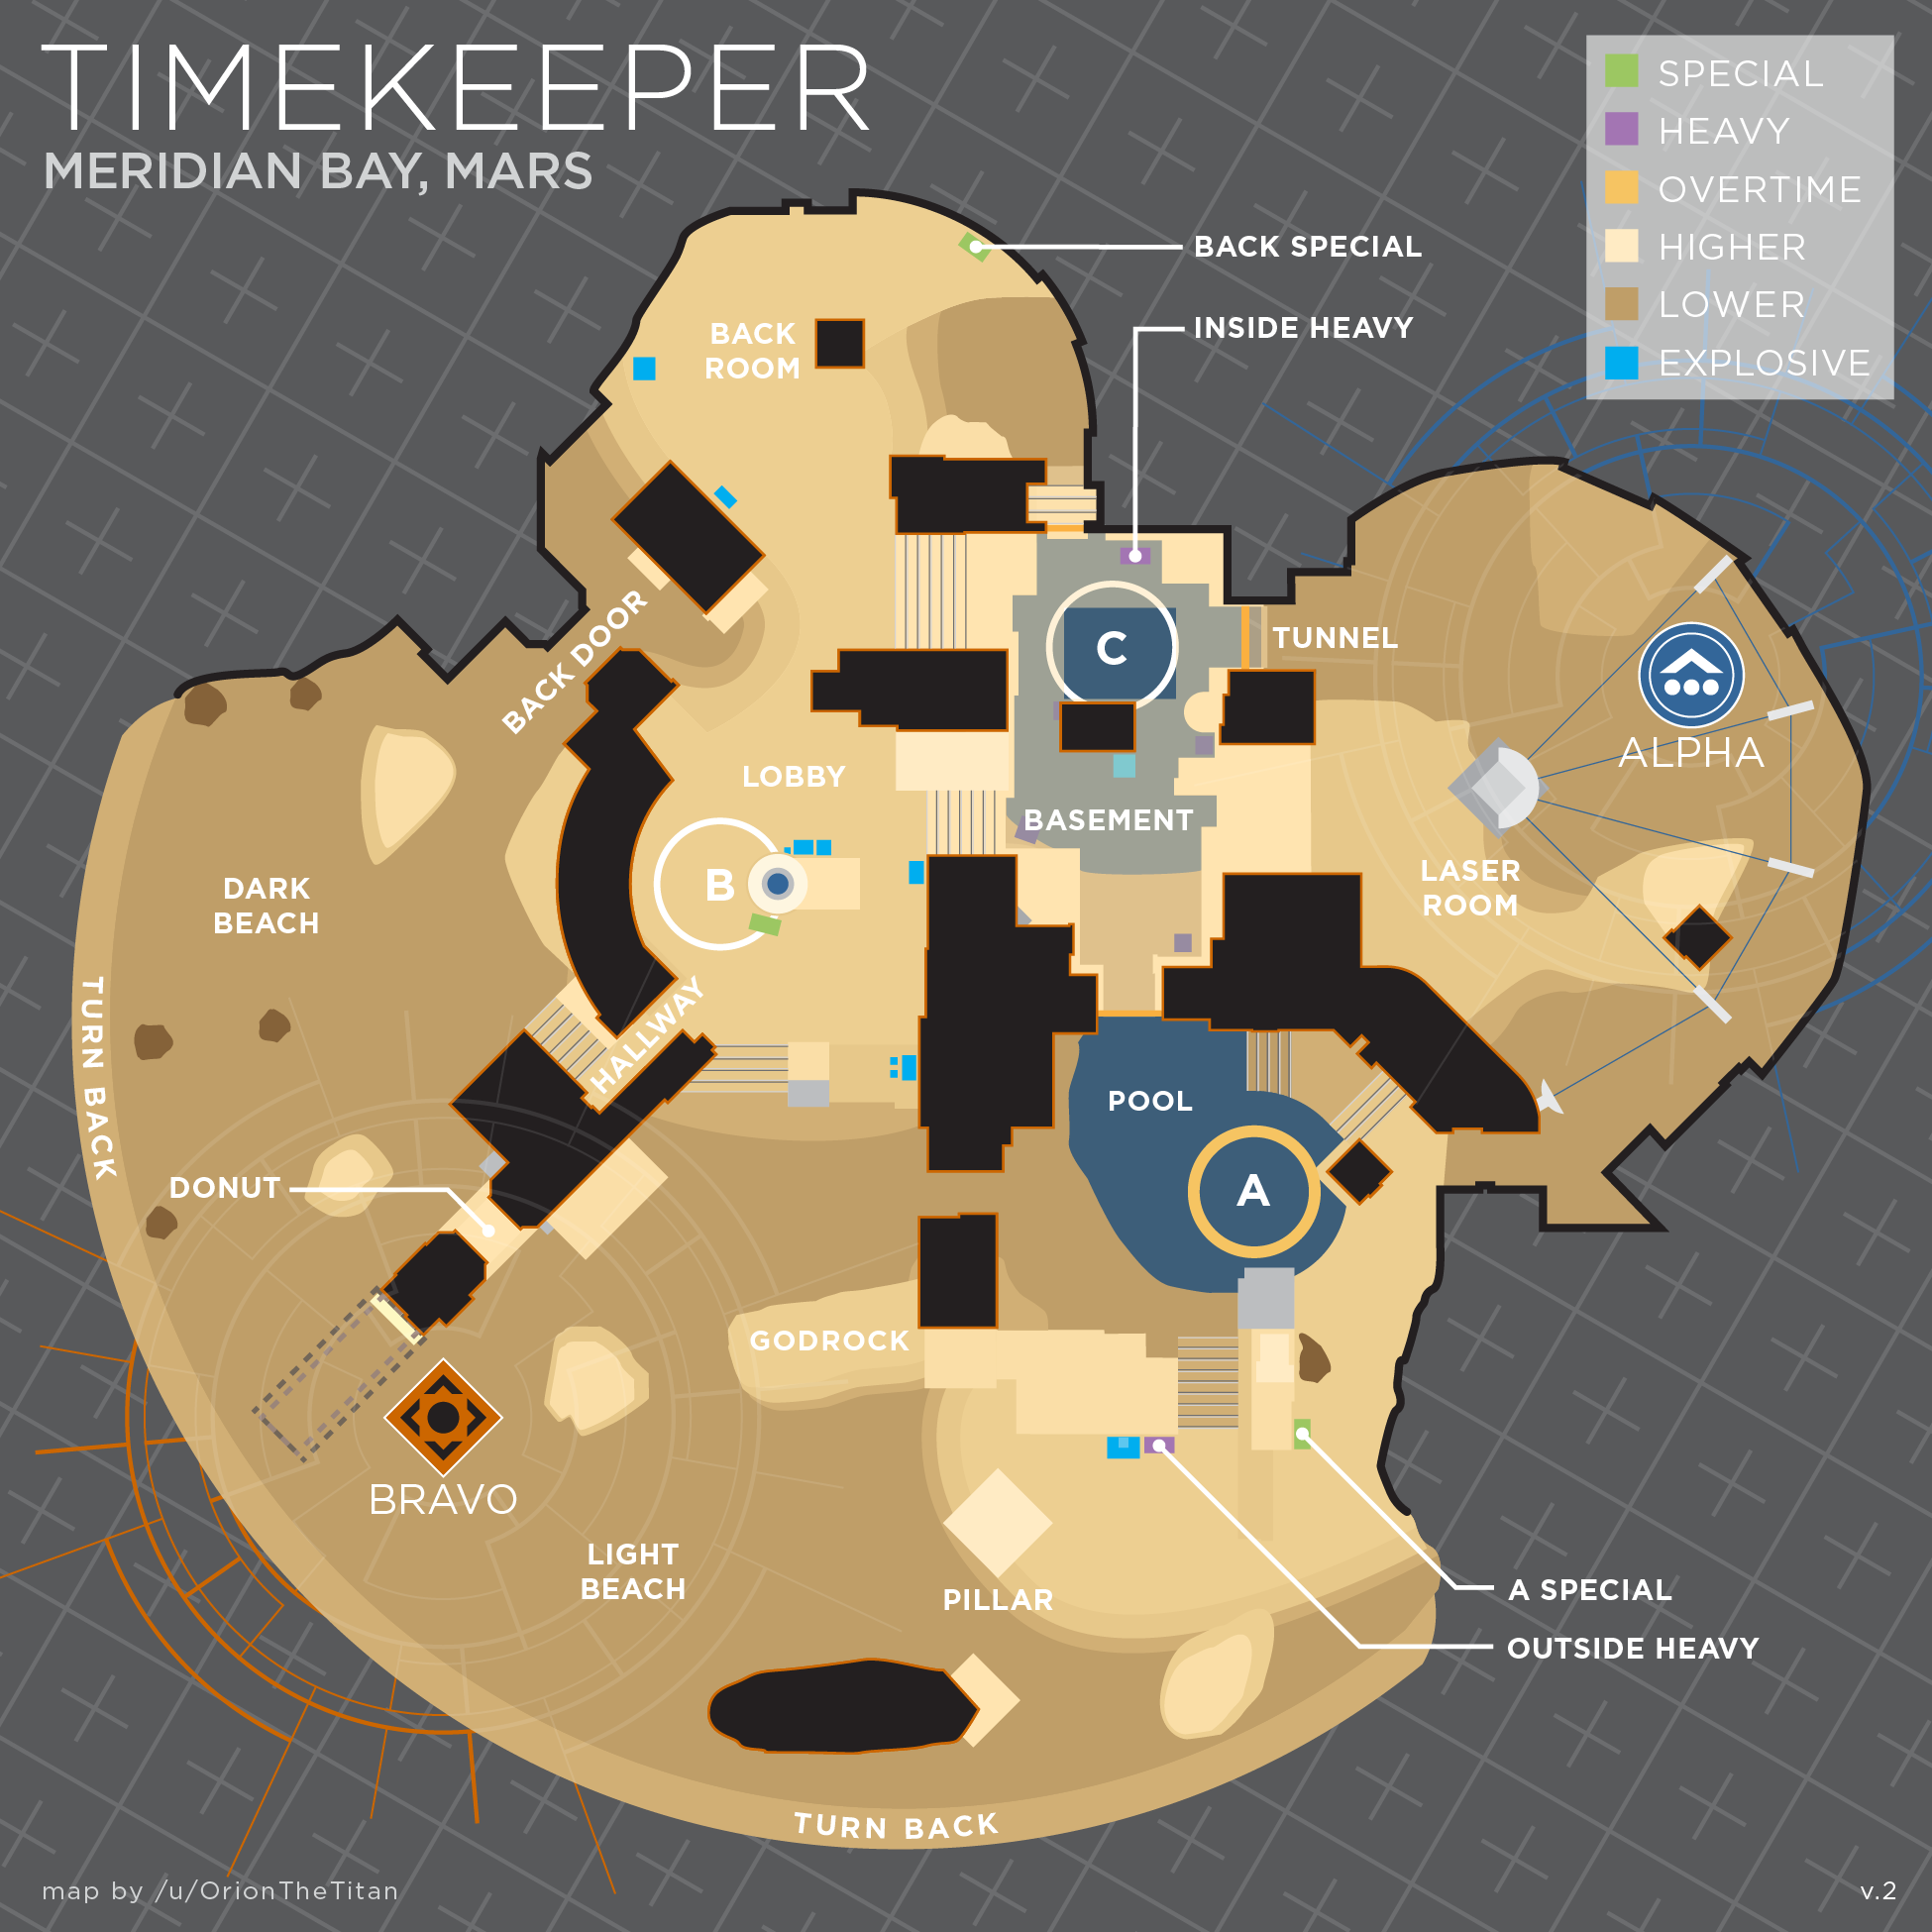 TIMEKEEPER
MERIDIAN BAY, MARS
SPECIAL
HEAVY
OVERTIME
HIGHER
LOWER
EXPLOSIVE
BACK SPECIAL
INSIDE HEAVY
BACK
ROOM
BACK DOOR
C
TUNNEL
ALPHA
LOBBY
BASEMENT
B
DARK
BEACH
LASER
ROOM
TURN BACK
HALLWAY
POOL
A
DONUT
GODROCK
BRAVO
LIGHT
BEACH
PILLAR
A SPECIAL
OUTSIDE HEAVY
TURN BACK
map by /u/OrionTheTitan
v.2